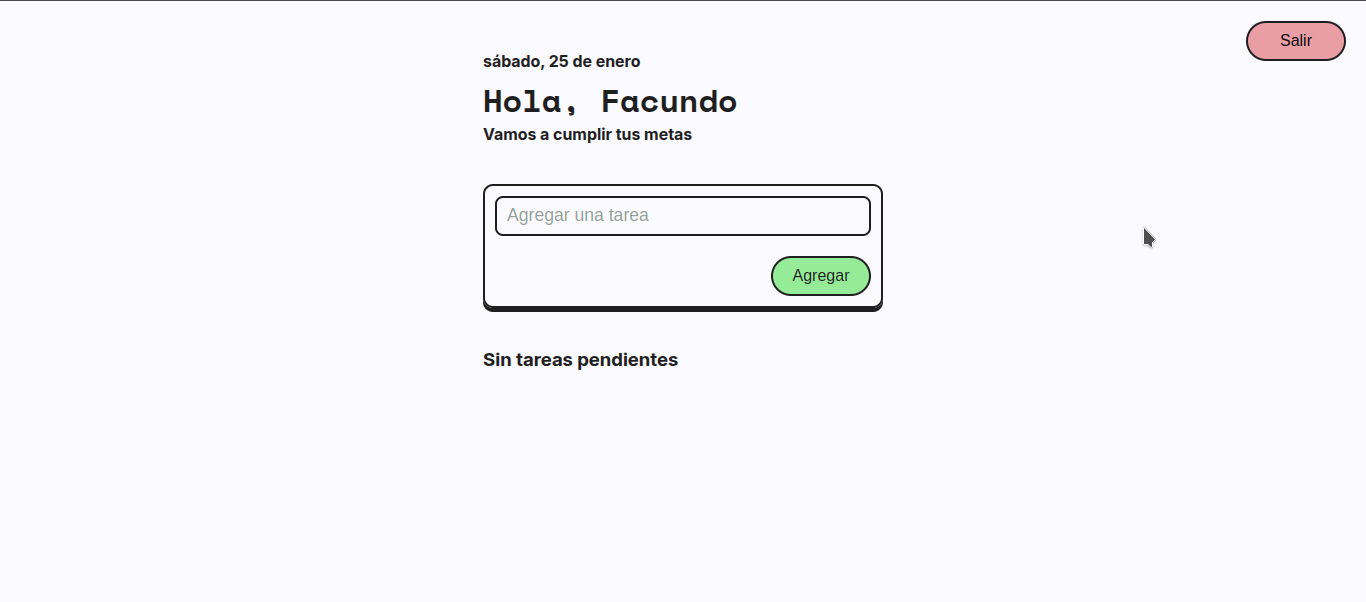 Salir
sábado, 25 de enero
Hola, Facundo
Vamos a cumplir tus metas
Agregar una tarea
Agregar
Sin tareas pendientes